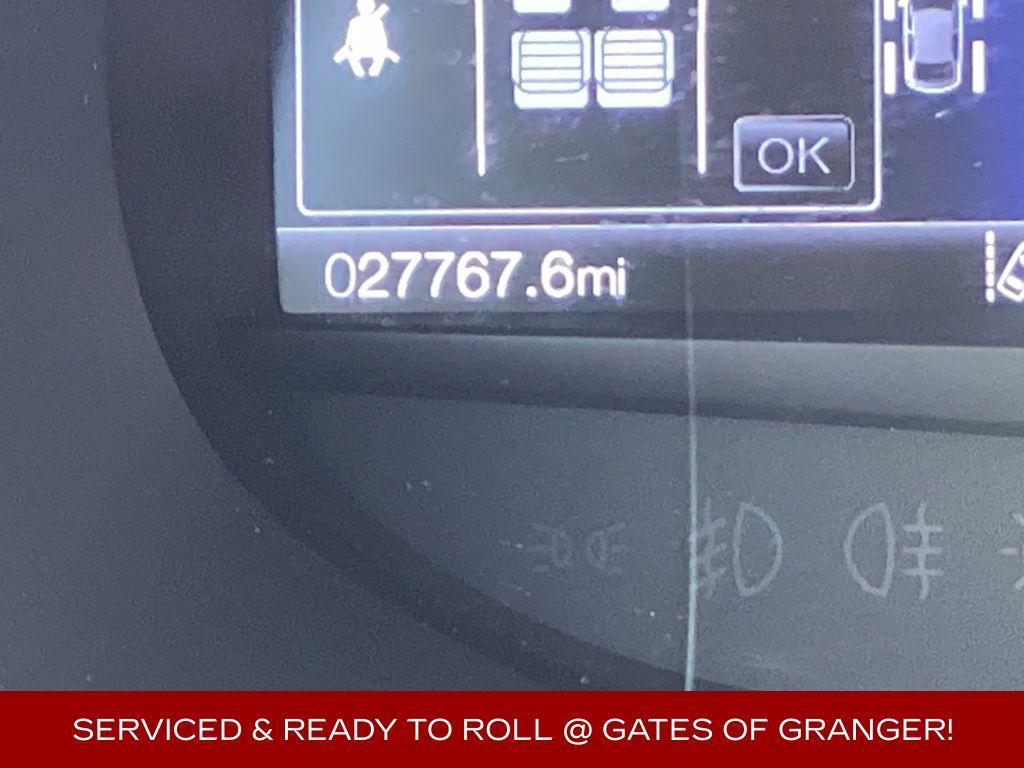 OK
027767.6mi
SERVICED & READY TO ROLL @ GATES OF GRANGER!